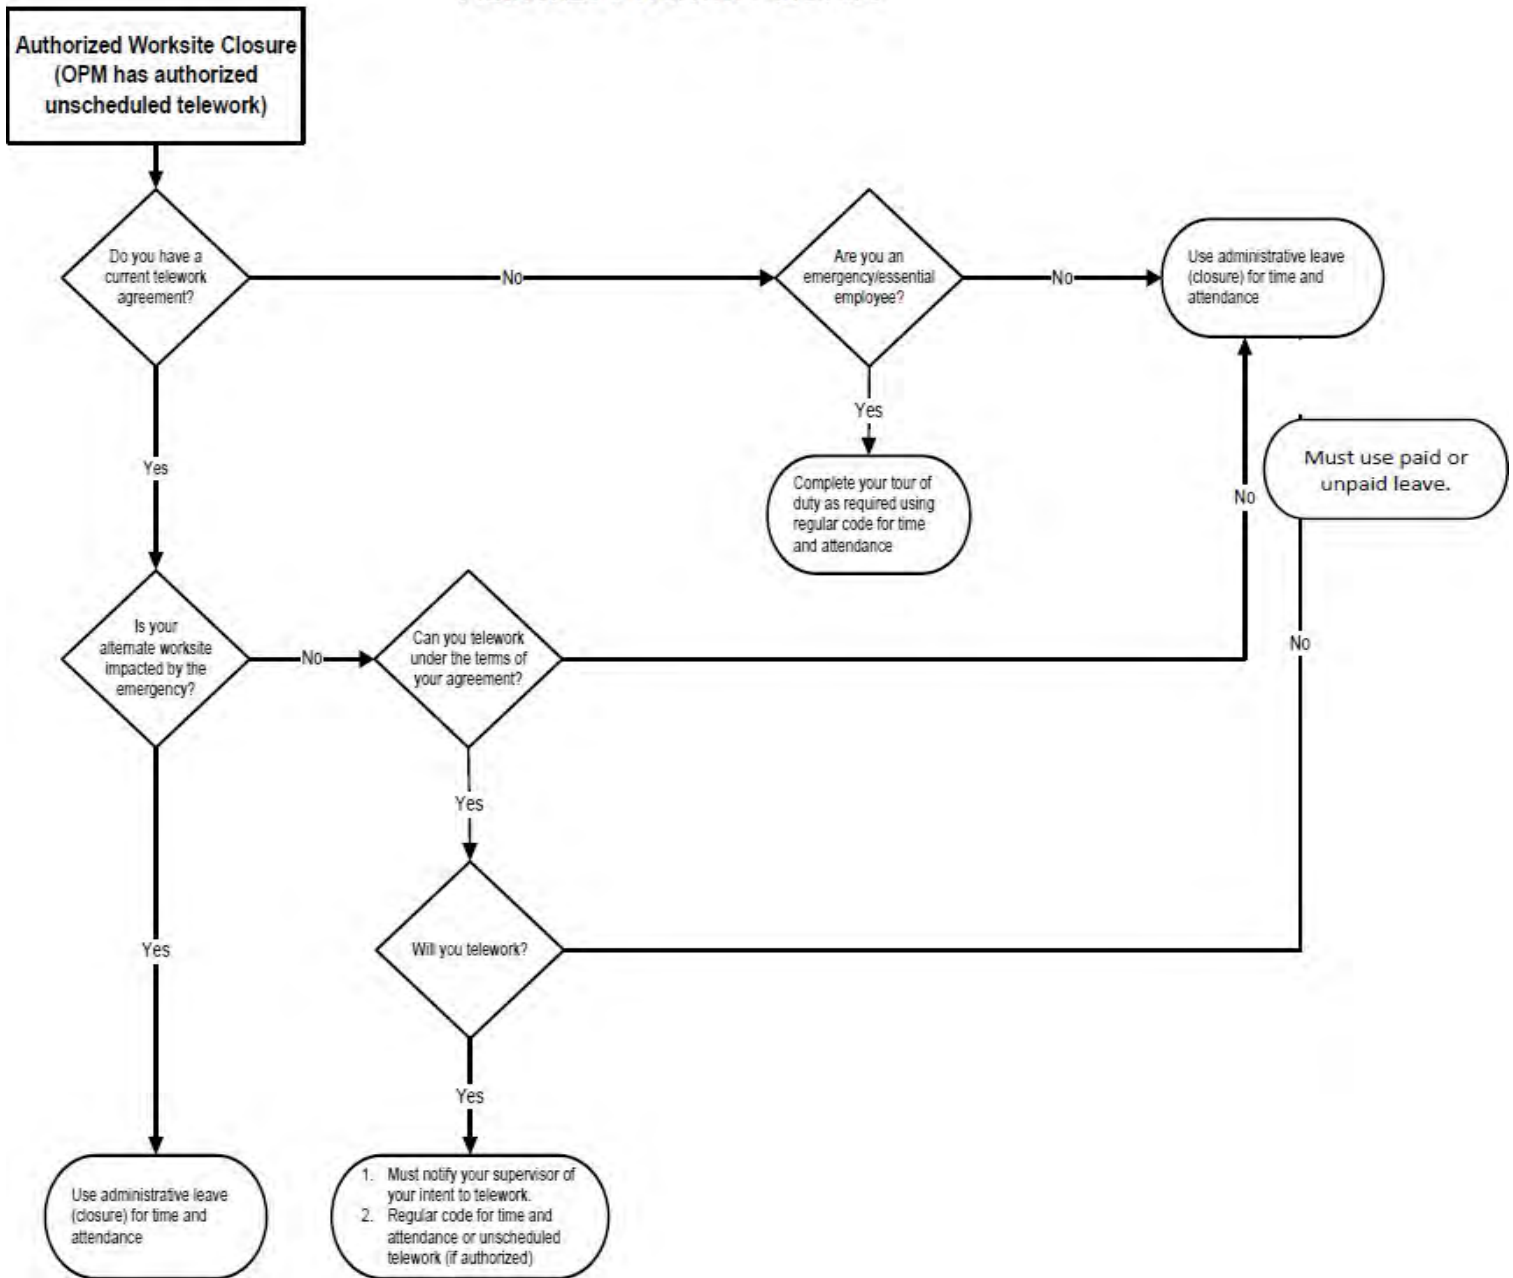 Authorized Worksite Closure
(OPM has authorized
unscheduled telework)
Do you have a
current telework
agreement?
No
Are you an
emergency/essential
employee?
No
Use administrative leave
(closure) for time and
attendance
Yes
Complete your tour of
duty as required using
regular code for time
and attendance
Must use paid or
unpaid leave.
Yes
No
Is your
alternate worksite
impacted by the
emergency?
No
Can you telework
under the terms of
your agreement?
No
Yes
Will you telework?
Yes
Yes
Use administrative leave
(closure) for time and
attendance
1. Must notify your supervisor of
your intent to telework.
2. Regular code for time and
attendance or unscheduled
telework (if authorized)